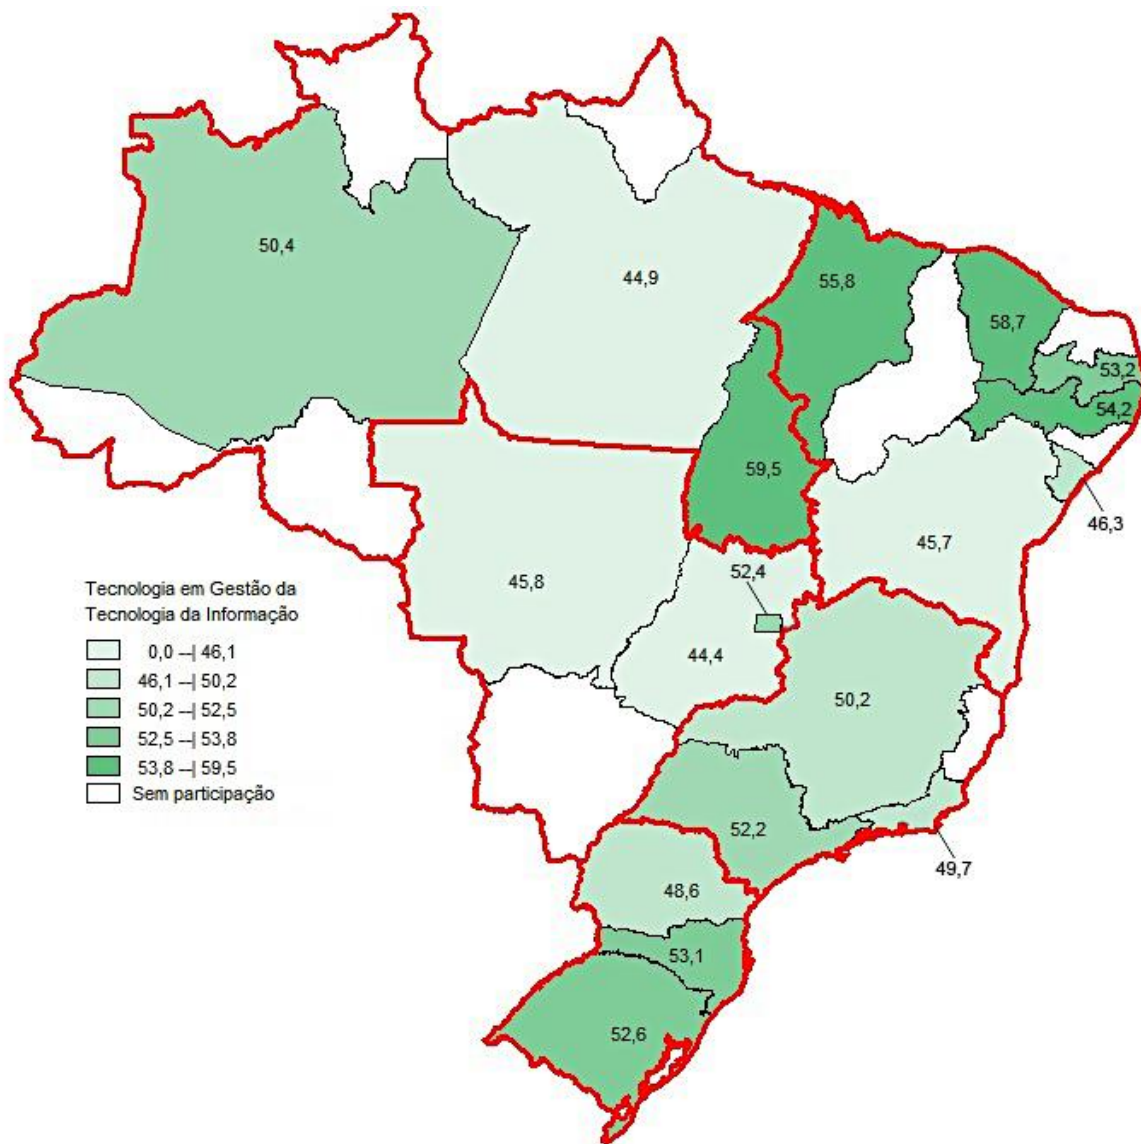 50,4
44,9
55,8
58,7
53,2
54,2
59,5
46,3
45,7
52,4
45,8
Tecnologia em Gestão da
Tecnologia da Informação
0,0 --| 46,1
46,1 --| 50,2
50,2 --| 52,5
52,5 --| 53,8
53,8 --| 59,5
Sem participação
44,4
50,2
52,2
49,7
48,6
53,1
52,6